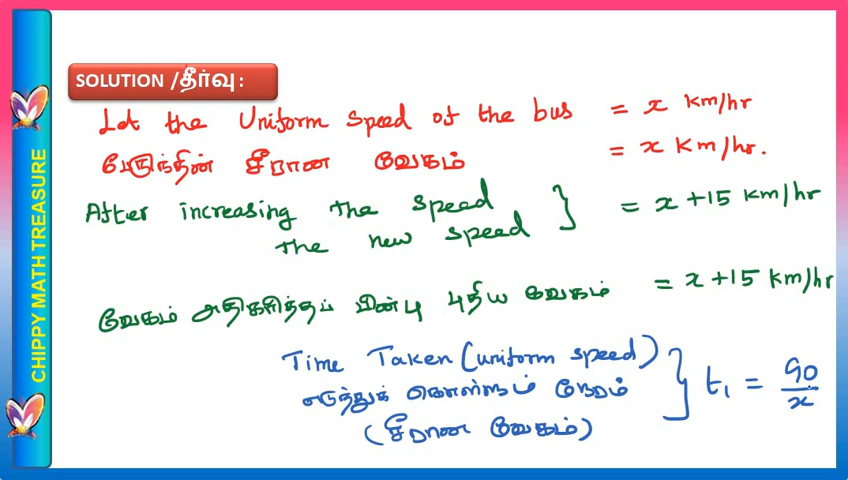 CHIPPY MATH TREASURE
SOLUTION /தீர்வு :
Let the Uniform speed of the bus = x km/hr
பேருந்தின் சீரான வேகம் = x Km/hr.
After increasing the speed
the new speed } = x +15 km/hr
வேகம் அதிகரித்தப் பின்பு புதிய வேகம் = x +15 km/hr
Time Taken (uniform speed)
எடுத்துக் கொள்ளும் நேரம் } t₁ = 90/x
(சீரான வேகம்)